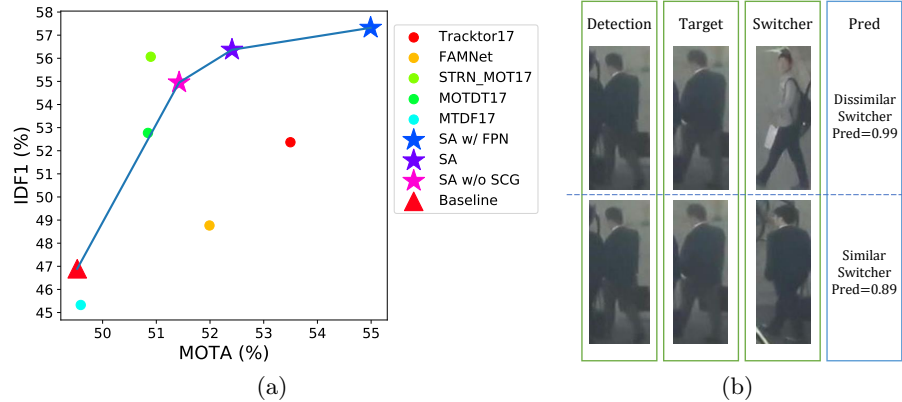 58
57
56
55
54
53
52
51
50
49
48
47
46
45
IDF1 (%)
50 51 52 53 54 55
MOTA (%)
Tracktor17
FAMNet
STRN_MOT17
MOTDT17
MTDF17
SA w/ FPN
SA
SA w/o SCG
Baseline
(a)
Detection Target Switcher Pred
Dissimilar
Switcher
Pred=0.99
Similar
Switcher
Pred=0.89
(b)